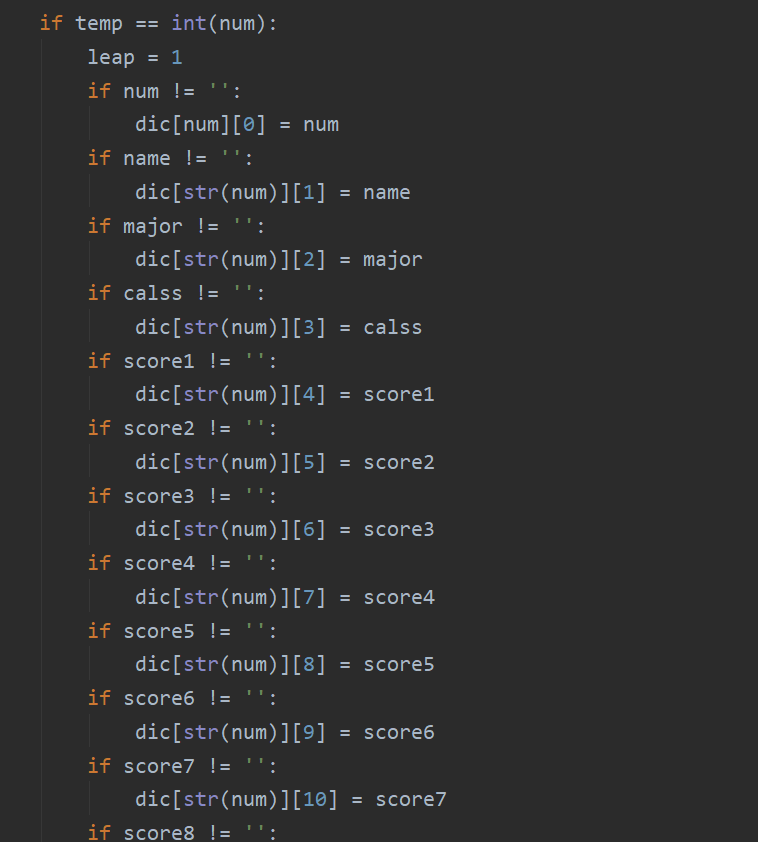 if temp == int(num):
    leap = 1
    if num != '':
        dic[num][0] = num
    if name != '':
        dic[str(num)][1] = name
    if major != '':
        dic[str(num)][2] = major
    if calss != '':
        dic[str(num)][3] = calss
    if score1 != '':
        dic[str(num)][4] = score1
    if score2 != '':
        dic[str(num)][5] = score2
    if score3 != '':
        dic[str(num)][6] = score3
    if score4 != '':
        dic[str(num)][7] = score4
    if score5 != '':
        dic[str(num)][8] = score5
    if score6 != '':
        dic[str(num)][9] = score6
    if score7 != '':
        dic[str(num)][10] = score7
    if score8 != '':